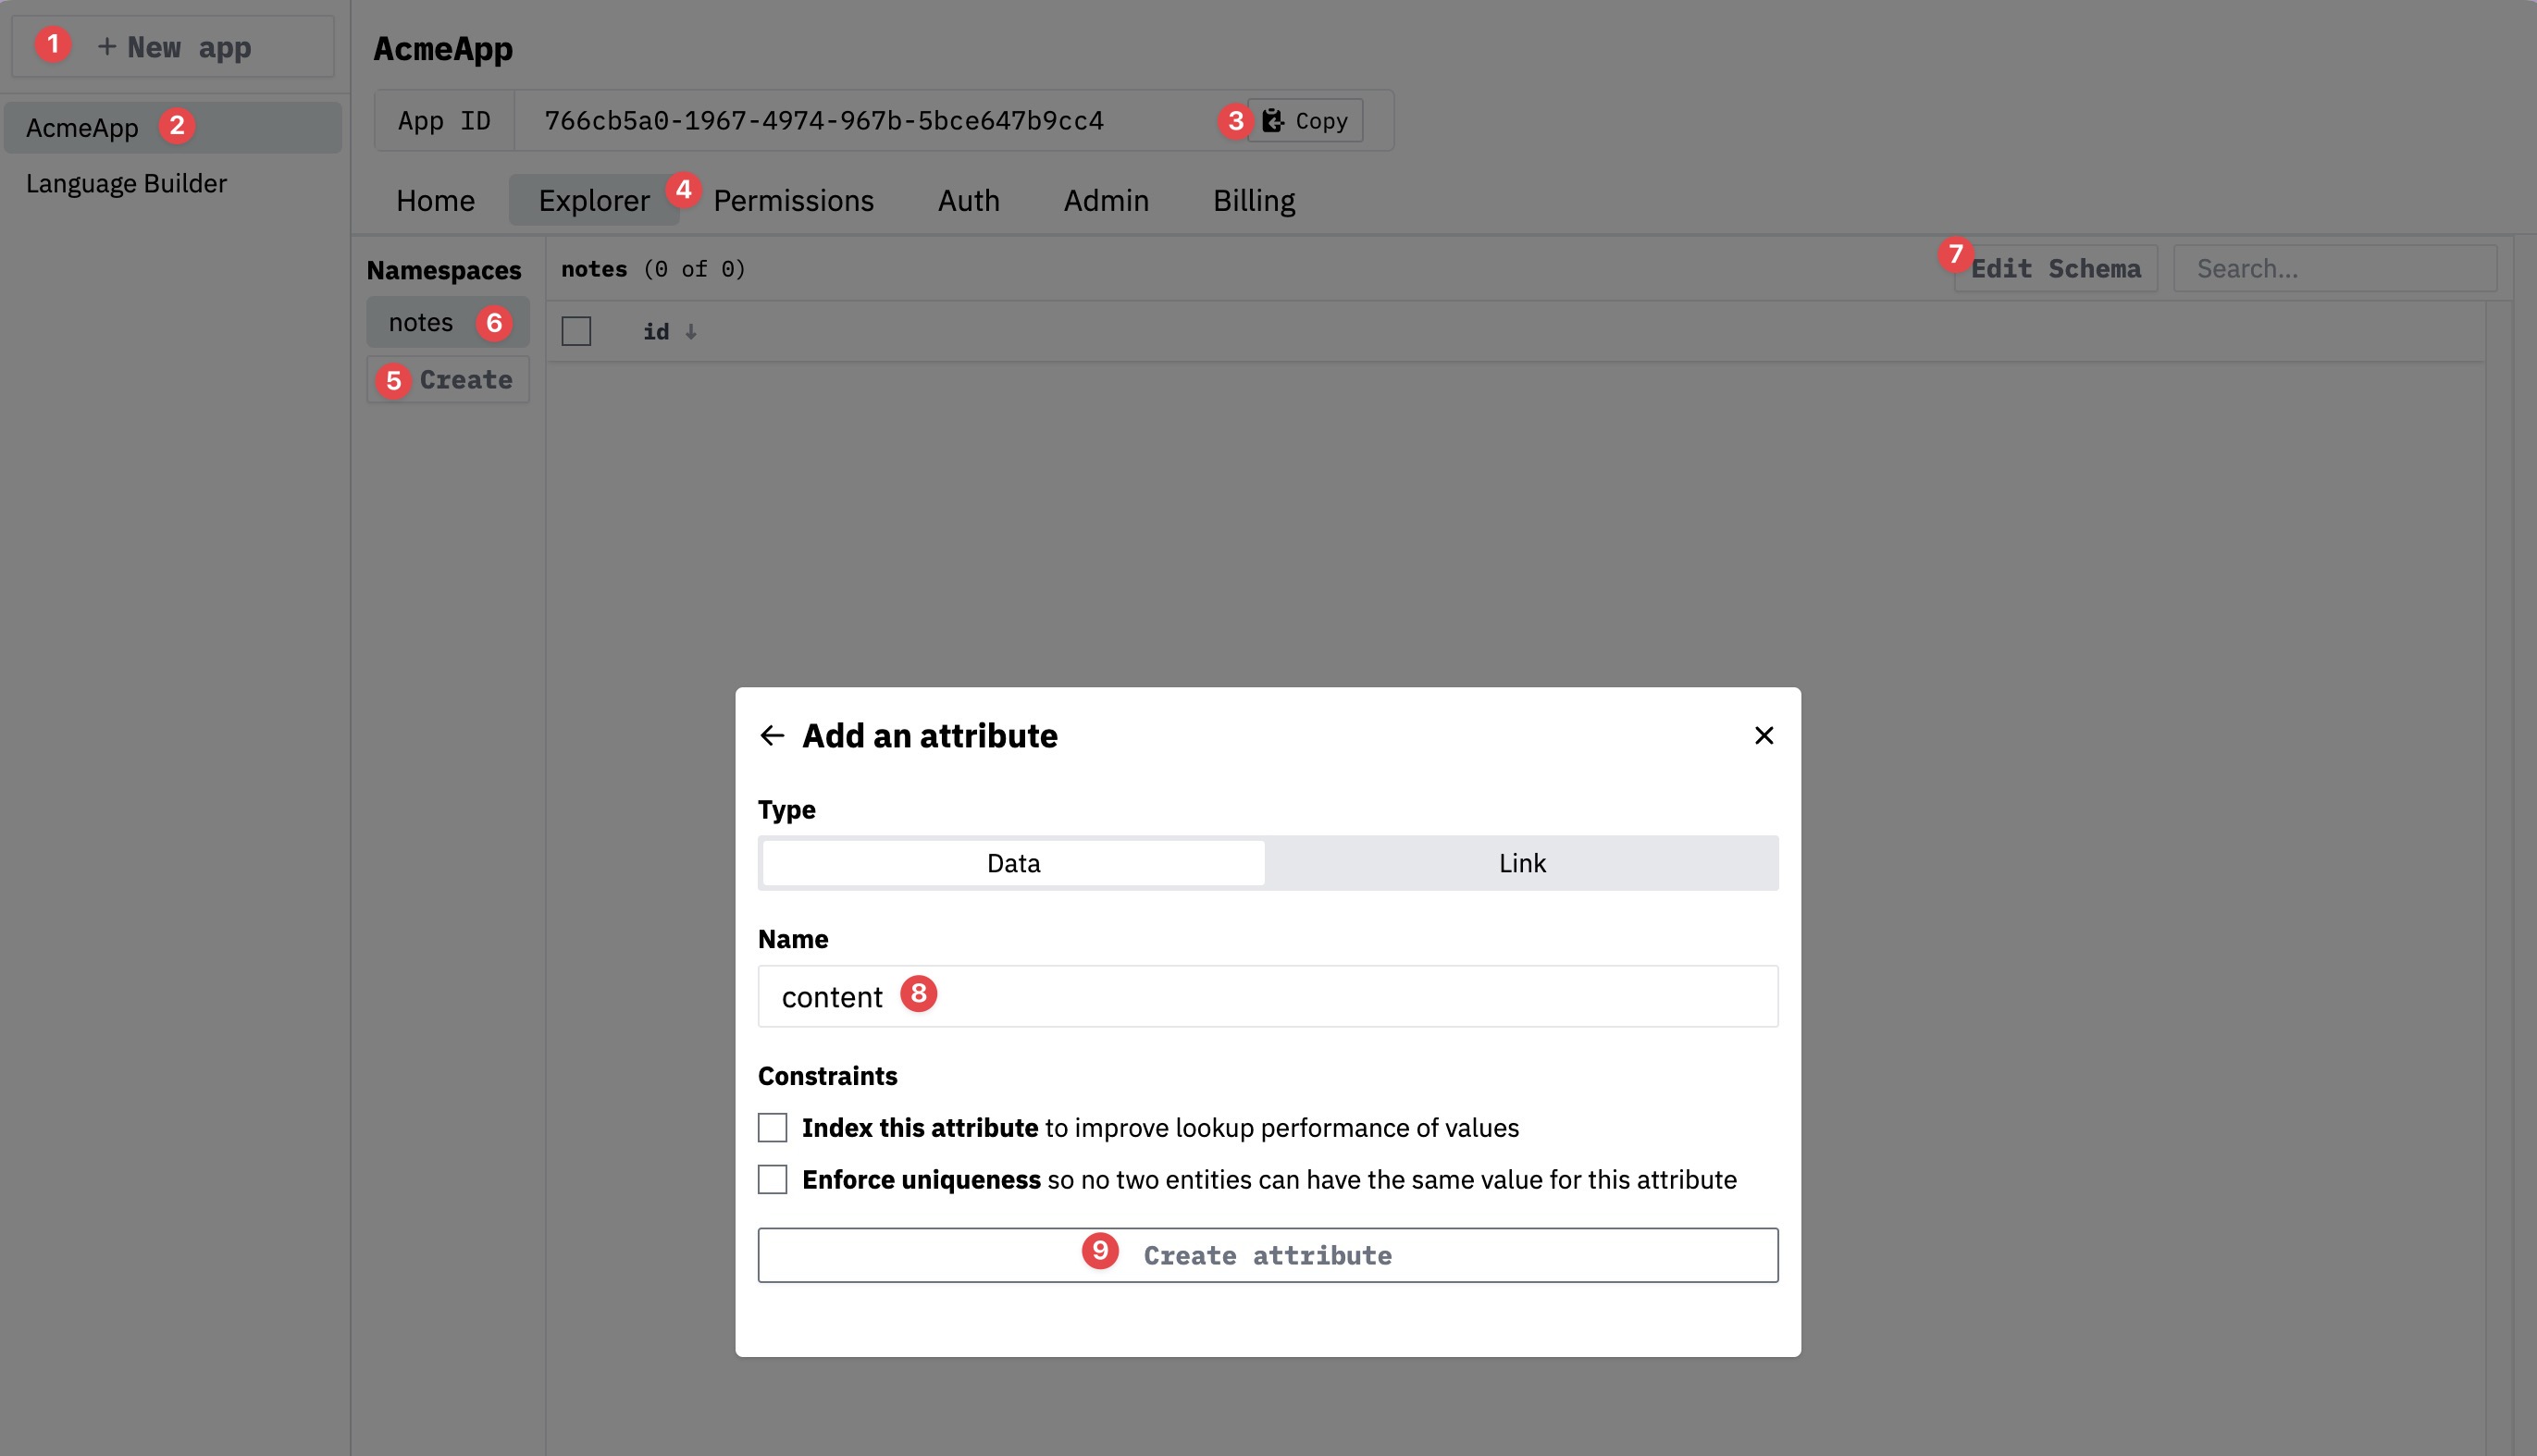 1 + New app
AcmeApp 2
Language Builder
AcmeApp
App ID 766cb5a0-1967-4974-967b-5bce647b9cc4 3 Copy
Home Explorer 4 Permissions Auth Admin Billing
Namespaces
notes 6
5 Create
notes (0 of 0) 7 Edit Schema Search...
id ↓
← Add an attribute ✕
Type
Data Link
Name
content 8
Constraints
Index this attribute to improve lookup performance of values
Enforce uniqueness so no two entities can have the same value for this attribute
9 Create attribute